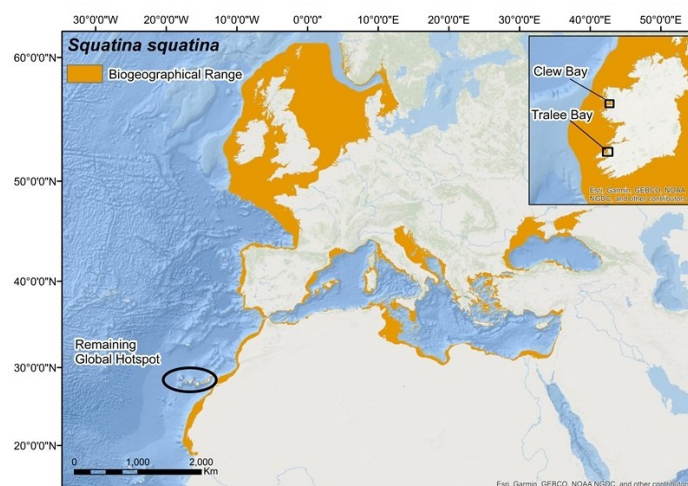 20°0'0"W 10°0'0"W 0°0'0" 10°0'0"E 20°0'0"E 30°0'0"E 40°0'0"E 50°0'0"E
Squatina squatina
Biogeographical Range
Clew Bay
Tralee Bay
Esri, Garmin, GEBCO, NOAA
NGDC, and other contributors
60°0'0"N
50°0'0"N
40°0'0"N
30°0'0"N
20°0'0"N
Remaining
Global Hotspot
0 1,000 2,000
Km
Esri, Garmin, GEBCO, NOAA NGDC, and other contributors